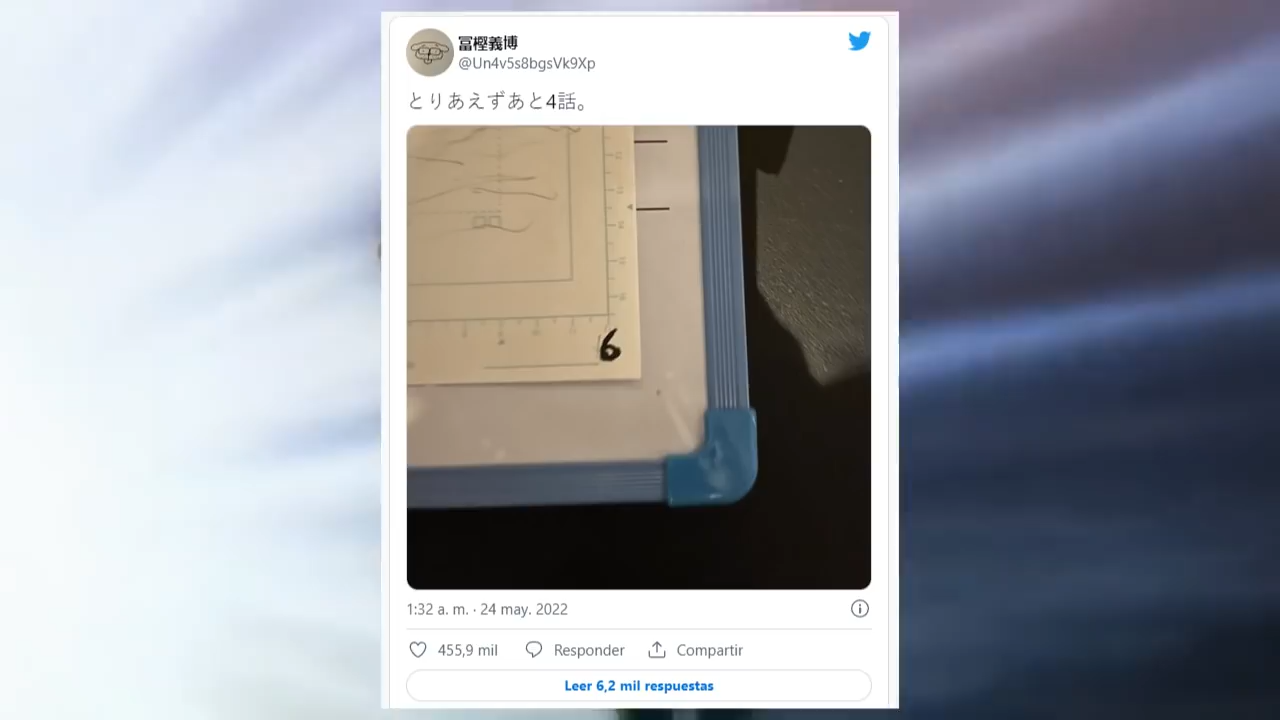 冨樫義博
@Un4v5s8bgsVk9Xp
とりあえずあと4話。
6
1:32 a. m. · 24 may. 2022
455,9 mil
Responder
Compartir
Leer 6,2 mil respuestas